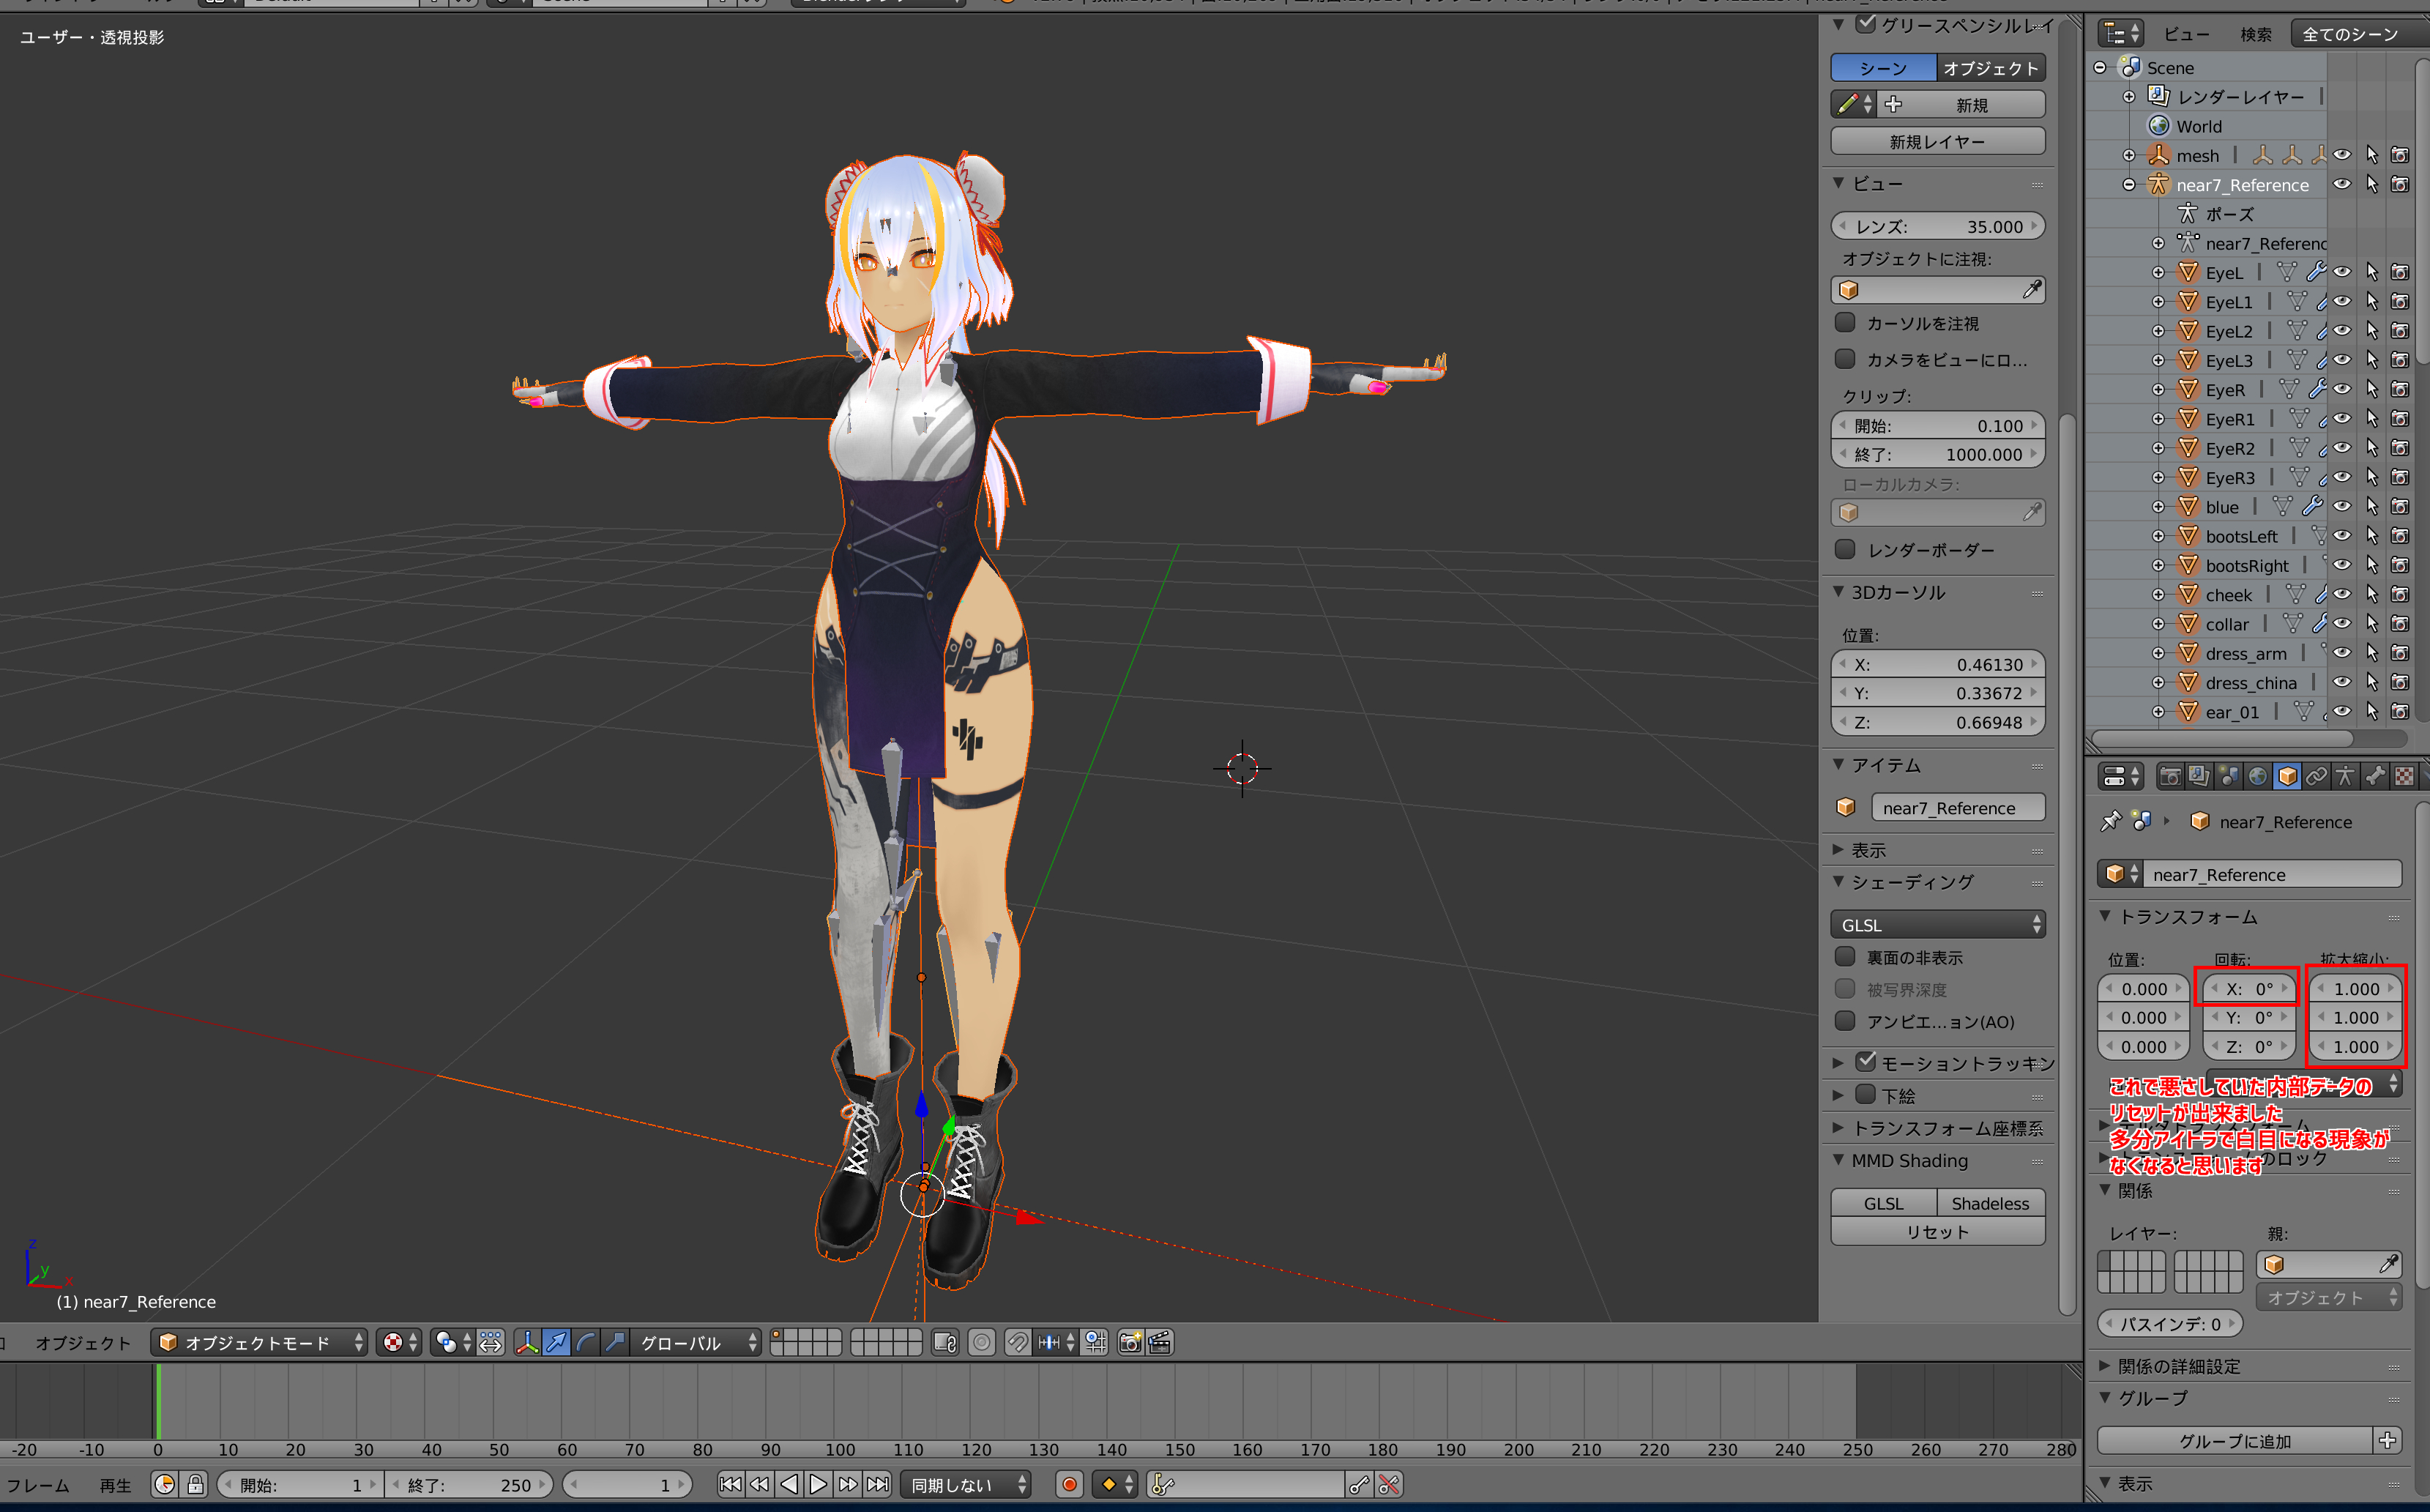 ユーザー・透視投影
(1) near7_Reference
グリースペンシルレイ
シーン
オブジェクト
新規
新規レイヤー
ビュー
レンズ: 35.000
オブジェクトに注視:
カーソルを注視
カメラをビューにロ...
クリップ:
開始: 0.100
終了: 1000.000
ローカルカメラ:
レンダーボーダー
3Dカーソル
位置:
X: 0.46130
Y: 0.33672
Z: 0.66948
アイテム
near7_Reference
表示
シェーディング
GLSL
裏面の非表示
被写界深度
アンビエ...ョン(AO)
モーショントラッキン
下絵
トランスフォーム座標系
MMD Shading
GLSL
Shadeless
リセット
ビュー
検索
全てのシーン
Scene
レンダーレイヤー
World
mesh
near7_Reference
ポーズ
near7_Referenc
EyeL
EyeL1
EyeL2
EyeL3
EyeR
EyeR1
EyeR2
EyeR3
blue
bootsLeft
bootsRight
cheek
collar
dress_arm
dress_china
ear_01
near7_Reference
near7_Reference
トランスフォーム
位置: 回転: 拡大縮小:
0.000 X: 0° 1.000
0.000 Y: 0° 1.000
0.000 Z: 0° 1.000
これで悪さしていた内部データの
リセットが出来ました
多分アイトラで白目になる現象が
なくなると思います
関係
レイヤー: 親:
オブジェクト
パスインデ: 0
関係の詳細設定
グループ
グループに追加
表示
オブジェクト
オブジェクトモード
グローバル
-20 -10 0 10 20 30 40 50 60 70 80 90 100 110 120 130 140 150 160 170 180 190 200 210 220 230 240 250 260 270 280
フレーム
再生
開始: 1
終了: 250
1
同期しない